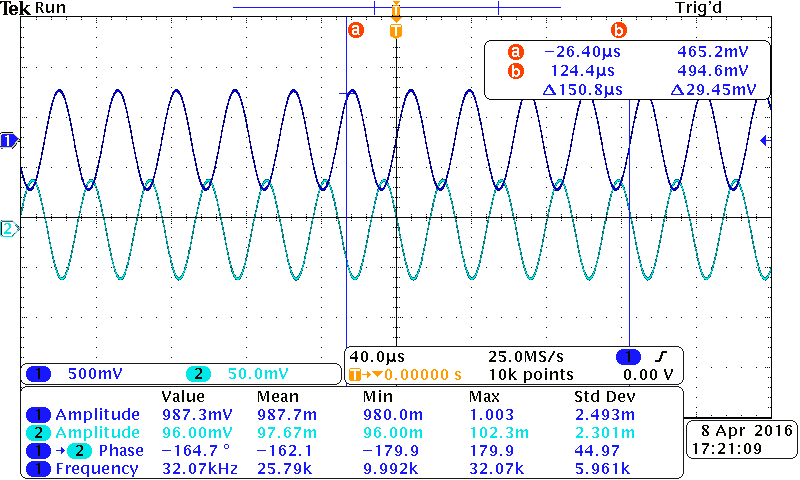 Tek Run Trig'd
T
a T b
a −26.40µs 465.2mV
b 124.4µs 494.6mV
Δ150.8µs Δ29.45mV
1
2
1 500mV 2 50.0mV
40.0µs 25.0MS/s 1
T 0.00000 s 10k points 0.00 V
Value Mean Min Max Std Dev
1 Amplitude 987.3mV 987.7m 980.0m 1.003 2.493m
2 Amplitude 96.00mV 97.67m 96.00m 102.3m 2.301m
1 → 2 Phase −164.7 ° −162.1 −179.9 179.9 44.97
1 Frequency 32.07kHz 25.79k 9.992k 32.07k 5.961k
8 Apr 2016
17:21:09